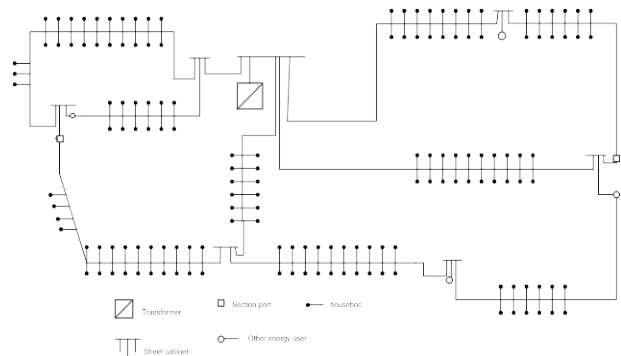 Transformer
Section port
househoc
Street cabinet
Other energy user